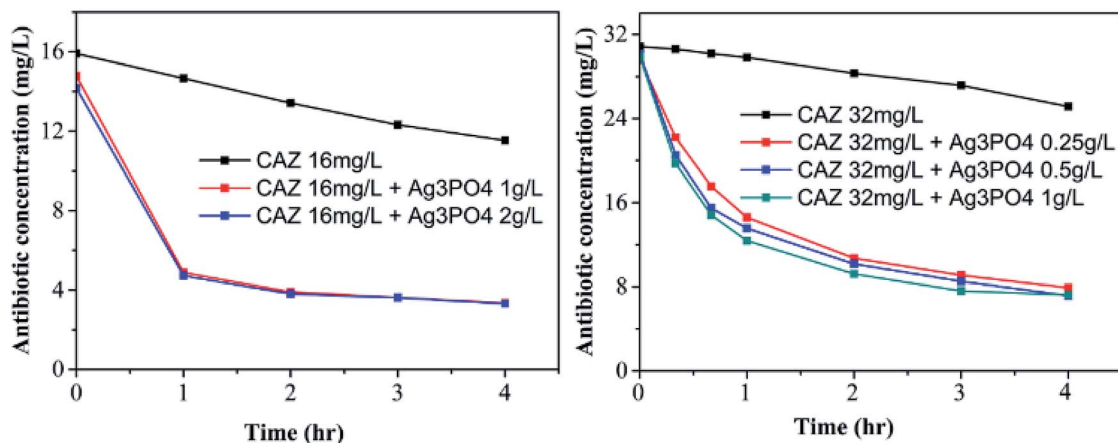 Antibiotic concentration (mg/L)
16
12
8
4
0
CAZ 16mg/L
CAZ 16mg/L + Ag3PO4 1g/L
CAZ 16mg/L + Ag3PO4 2g/L
0 1 2 3 4
Time (hr)
Antibiotic concentration (mg/L)
32
24
16
8
0
CAZ 32mg/L
CAZ 32mg/L + Ag3PO4 0.25g/L
CAZ 32mg/L + Ag3PO4 0.5g/L
CAZ 32mg/L + Ag3PO4 1g/L
0 1 2 3 4
Time (hr)